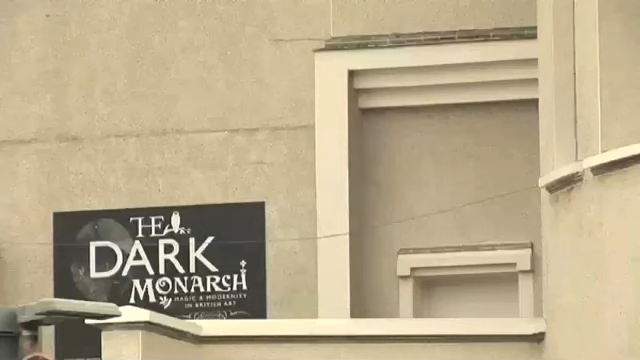 THE
DARK
MONARCH
MAGIC & MODERNITY
IN BRITISH ART